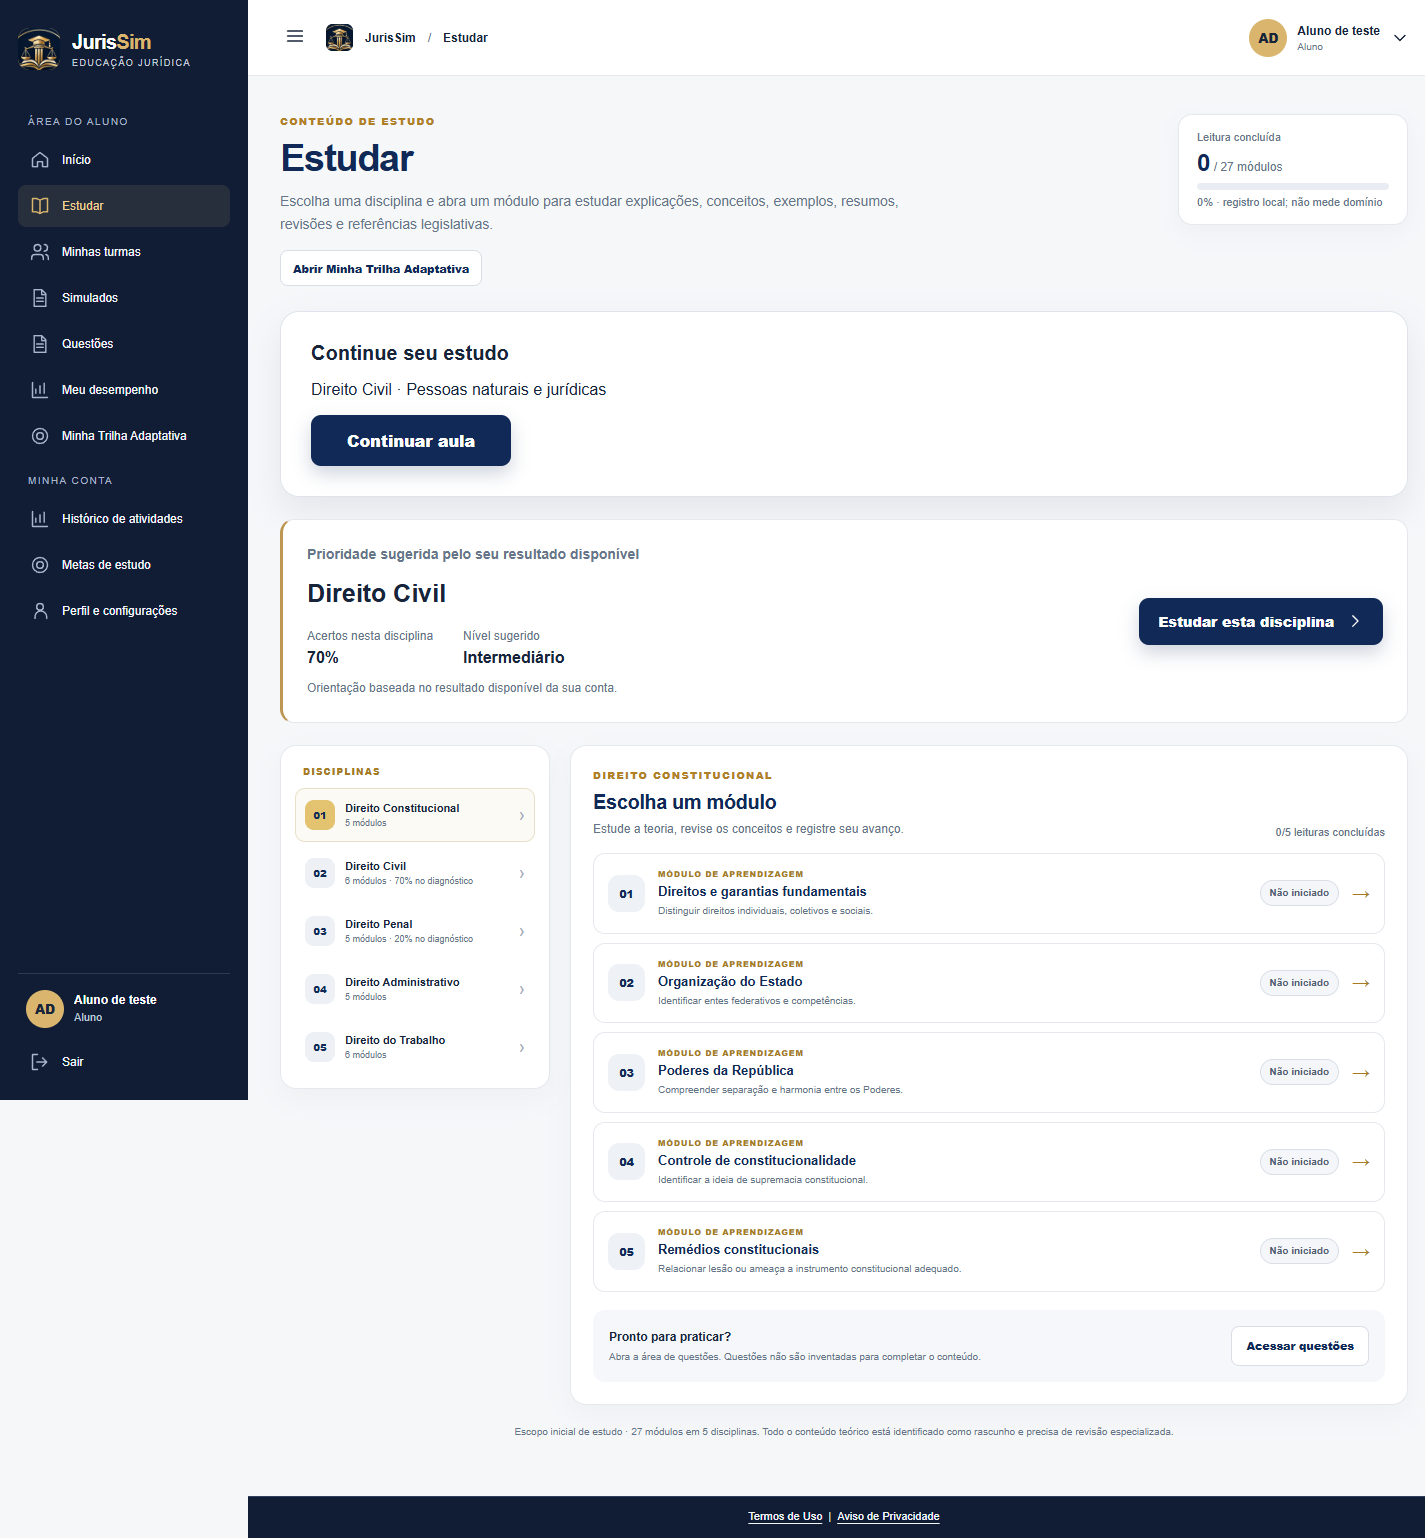 JurisSim
EDUCAÇÃO JURÍDICA
ÁREA DO ALUNO
Início
Estudar
Minhas turmas
Simulados
Questões
Meu desempenho
Minha Trilha Adaptativa
MINHA CONTA
Histórico de atividades
Metas de estudo
Perfil e configurações
AD
Aluno de teste
Aluno
Sair
JurisSim / Estudar
AD
Aluno de teste
Aluno
CONTEÚDO DE ESTUDO
Estudar
Escolha uma disciplina e abra um módulo para estudar explicações, conceitos, exemplos, resumos,
revisões e referências legislativas.
Abrir Minha Trilha Adaptativa
Leitura concluída
0 / 27 módulos
0% · registro local; não mede domínio
Continue seu estudo
Direito Civil · Pessoas naturais e jurídicas
Continuar aula
Prioridade sugerida pelo seu resultado disponível
Direito Civil
Acertos nesta disciplina
70%
Nível sugerido
Intermediário
Orientação baseada no resultado disponível da sua conta.
Estudar esta disciplina
DISCIPLINAS
01
Direito Constitucional
5 módulos
02
Direito Civil
6 módulos · 70% no diagnóstico
03
Direito Penal
5 módulos · 20% no diagnóstico
04
Direito Administrativo
5 módulos
05
Direito do Trabalho
6 módulos
DIREITO CONSTITUCIONAL
Escolha um módulo
Estude a teoria, revise os conceitos e registre seu avanço.
0/5 leituras concluídas
01
MÓDULO DE APRENDIZAGEM
Direitos e garantias fundamentais
Distinguir direitos individuais, coletivos e sociais.
Não iniciado →
02
MÓDULO DE APRENDIZAGEM
Organização do Estado
Identificar entes federativos e competências.
Não iniciado →
03
MÓDULO DE APRENDIZAGEM
Poderes da República
Compreender separação e harmonia entre os Poderes.
Não iniciado →
04
MÓDULO DE APRENDIZAGEM
Controle de constitucionalidade
Identificar a ideia de supremacia constitucional.
Não iniciado →
05
MÓDULO DE APRENDIZAGEM
Remédios constitucionais
Relacionar lesão ou ameaça a instrumento constitucional adequado.
Não iniciado →
Pronto para praticar?
Abra a área de questões. Questões não são inventadas para completar o conteúdo.
Acessar questões
Escopo inicial de estudo · 27 módulos em 5 disciplinas. Todo o conteúdo teórico está identificado como rascunho e precisa de revisão especializada.
Termos de Uso | Aviso de Privacidade